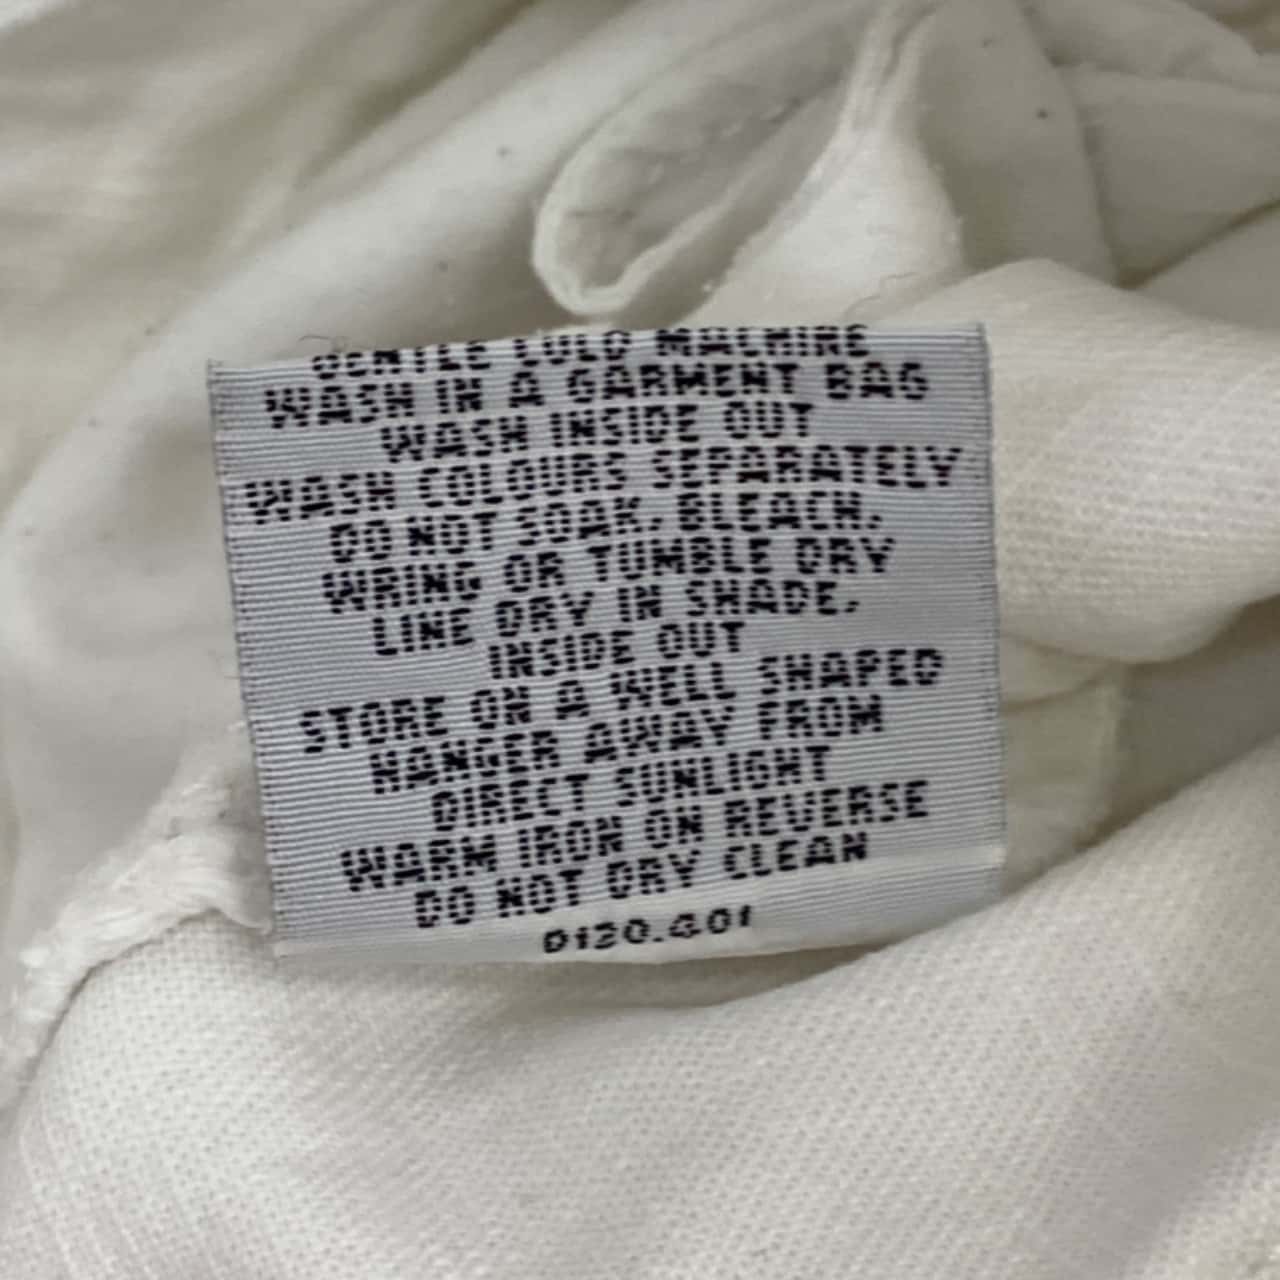 GENTLE COLD MACHINE
WASH IN A GARMENT BAG
WASH INSIDE OUT
WASH COLOURS SEPARATELY
DO NOT SOAK, BLEACH,
WRING OR TUMBLE DRY
LINE DRY IN SHADE,
INSIDE OUT
STORE ON A WELL SHAPED
HANGER AWAY FROM
DIRECT SUNLIGHT
WARM IRON ON REVERSE
DO NOT DRY CLEAN
D120.G01